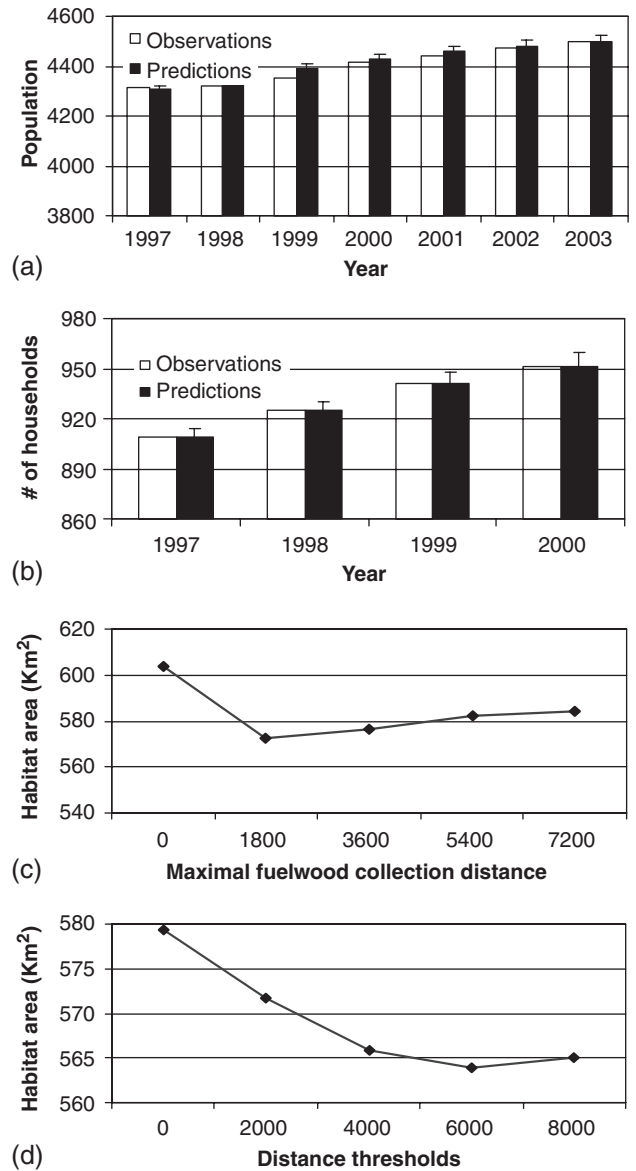 4600
4400
4200
4000
3800
Population
Observations
Predictions
1997 1998 1999 2000 2001 2002 2003
Year
(a)
980
950
920
890
860
# of households
Observations
Predictions
1997 1998 1999 2000
Year
(b)
620
600
580
560
540
Habitat area (Km²)
0 1800 3600 5400 7200
Maximal fuelwood collection distance
(c)
580
575
570
565
560
Habitat area (Km²)
0 2000 4000 6000 8000
Distance thresholds
(d)